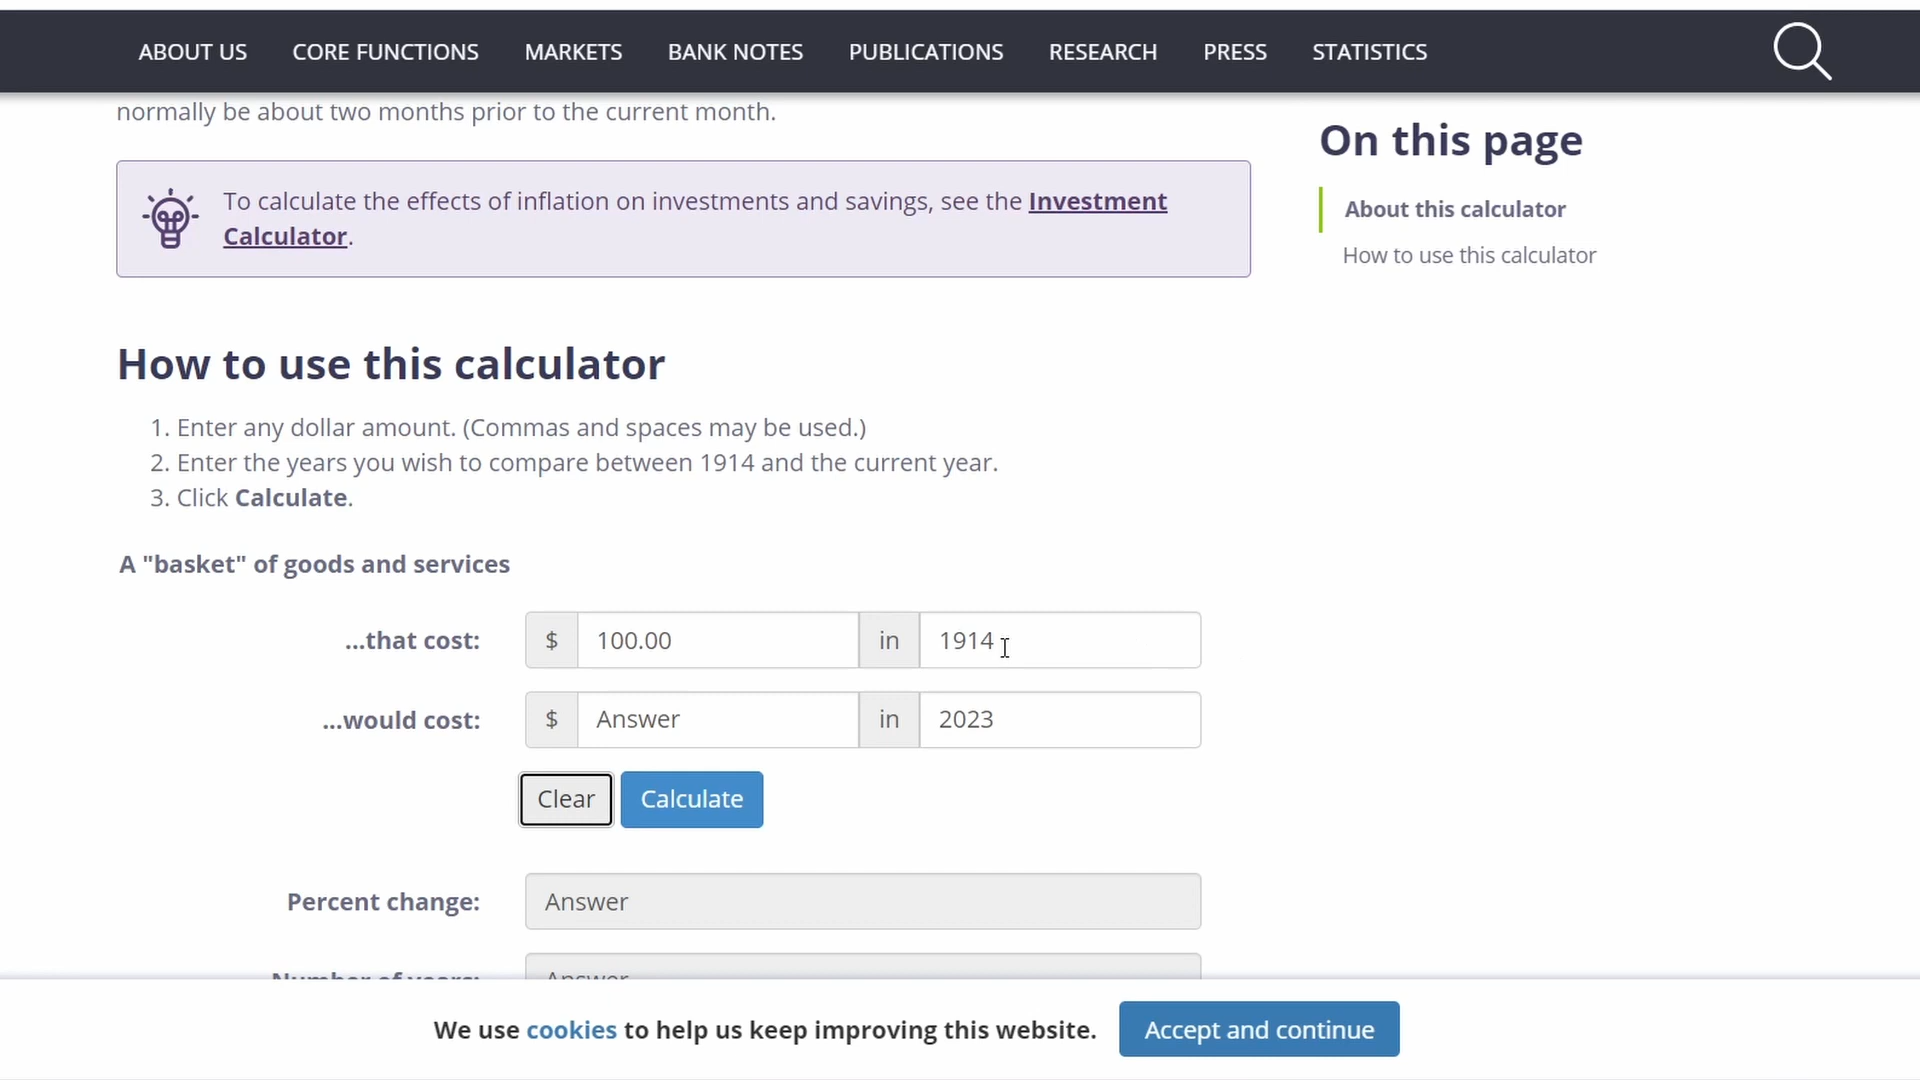 ABOUT US CORE FUNCTIONS MARKETS BANK NOTES PUBLICATIONS RESEARCH PRESS STATISTICS
normally be about two months prior to the current month.
To calculate the effects of inflation on investments and savings, see the Investment
Calculator.
On this page
About this calculator
How to use this calculator
How to use this calculator
1. Enter any dollar amount. (Commas and spaces may be used.)
2. Enter the years you wish to compare between 1914 and the current year.
3. Click Calculate.
A "basket" of goods and services
...that cost: $ 100.00 in 1914
...would cost: $ Answer in 2023
Clear Calculate
Percent change: Answer
Number of years: Answer
We use cookies to help us keep improving this website. Accept and continue